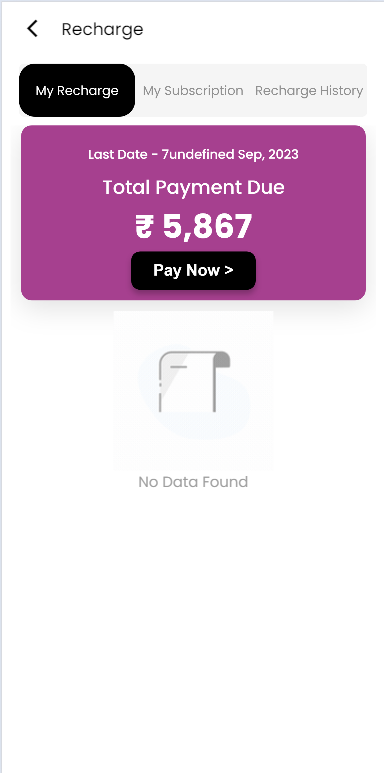 Recharge
My Recharge
My Subscription
Recharge History
Last Date - 7undefined Sep, 2023
Total Payment Due
₹ 5,867
Pay Now >
No Data Found